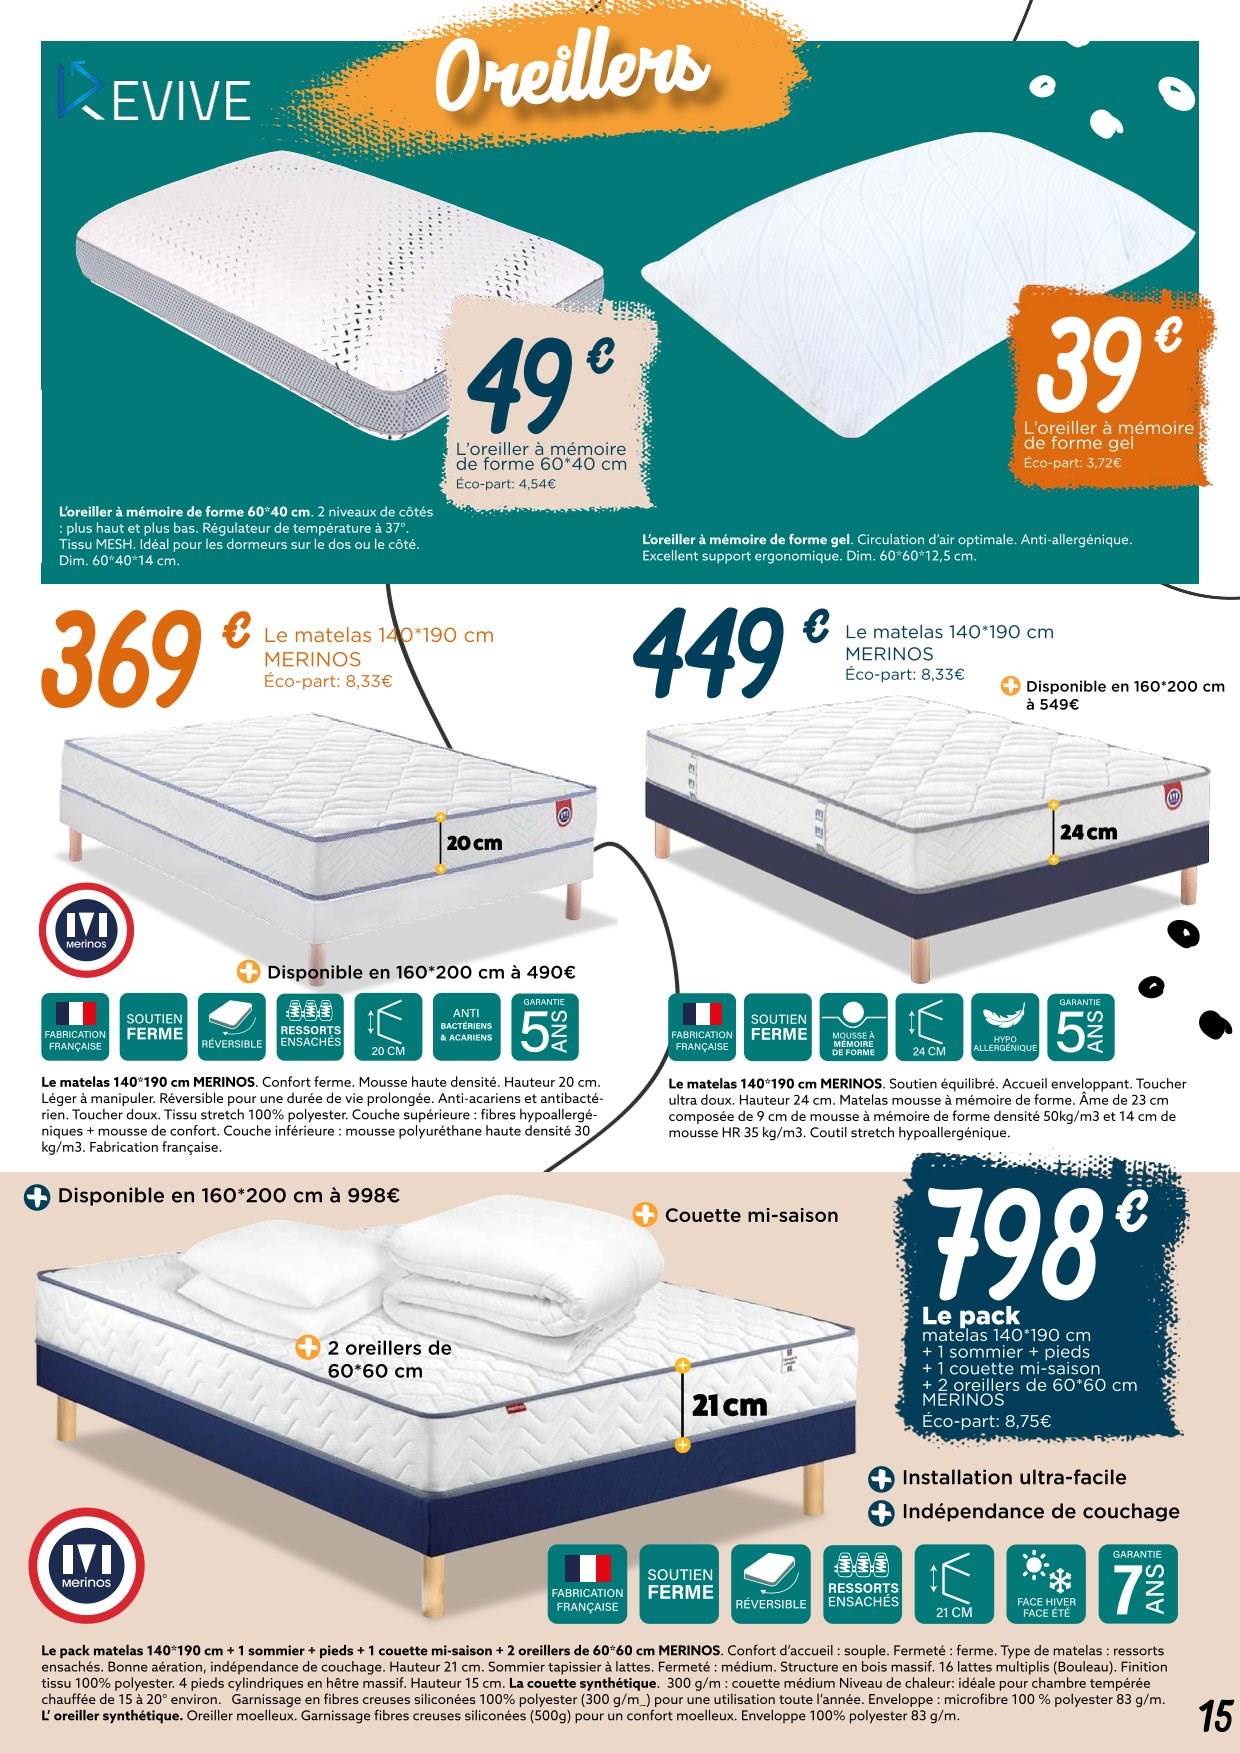 Oreillers
REVIVE
49€
L'oreiller à mémoire
de forme 60*40 cm
Éco-part: 4,54€
39€
L'oreiller à mémoire
de forme gel
Éco-part: 3,72€
L'oreiller à mémoire de forme 60*40 cm. 2 niveaux de côtés
: plus haut et plus bas. Régulateur de température à 37°.
Tissu MESH. Idéal pour les dormeurs sur le dos ou le côté.
Dim. 60*40*14 cm.
L'oreiller à mémoire de forme gel. Circulation d'air optimale. Anti-allergénique.
Excellent support ergonomique. Dim. 60*60*12,5 cm.
369€
Le matelas 140*190 cm
MERINOS
Éco-part: 8,33€
20 cm
Merinos
Disponible en 160*200 cm à 490€
FABRICATION
FRANÇAISE
SOUTIEN
FERME
RÉVERSIBLE
RESSORTS
ENSACHÉS
20 CM
ANTI
BACTÉRIENS
& ACARIENS
GARANTIE
5 ANS
Le matelas 140*190 cm MERINOS. Confort ferme. Mousse haute densité. Hauteur 20 cm.
Léger à manipuler. Réversible pour une durée de vie prolongée. Anti-acariens et antibacté-
rien. Toucher doux. Tissu stretch 100% polyester. Couche supérieure : fibres hypoallergé-
niques + mousse de confort. Couche inférieure : mousse polyuréthane haute densité 30
kg/m3. Fabrication française.
449€
Le matelas 140*190 cm
MERINOS
Éco-part: 8,33€
Disponible en 160*200 cm
à 549€
24 cm
FABRICATION
FRANÇAISE
SOUTIEN
FERME
MOUSSE À
MÉMOIRE
DE FORME
24 CM
HYPO
ALLERGÉNIQUE
GARANTIE
5 ANS
Le matelas 140*190 cm MERINOS. Soutien équilibré. Accueil enveloppant. Toucher
ultra doux. Hauteur 24 cm. Matelas mousse à mémoire de forme. Âme de 23 cm
composée de 9 cm de mousse à mémoire de forme densité 50kg/m3 et 14 cm de
mousse HR 35 kg/m3. Coutil stretch hypoallergénique.
Disponible en 160*200 cm à 998€
Couette mi-saison
2 oreillers de
60*60 cm
21 cm
798€
Le pack
matelas 140*190 cm
+ 1 sommier + pieds
+ 1 couette mi-saison
+ 2 oreillers de 60*60 cm
MERINOS
Éco-part: 8,75€
Installation ultra-facile
Indépendance de couchage
Merinos
FABRICATION
FRANÇAISE
SOUTIEN
FERME
RÉVERSIBLE
RESSORTS
ENSACHÉS
21 CM
FACE HIVER
FACE ÉTÉ
GARANTIE
7 ANS
Le pack matelas 140*190 cm + 1 sommier + pieds + 1 couette mi-saison + 2 oreillers de 60*60 cm MERINOS. Confort d'accueil : souple. Fermeté : ferme. Type de matelas : ressorts
ensachés. Bonne aération, indépendance de couchage. Hauteur 21 cm. Sommier tapissier à lattes. Fermeté : médium. Structure en bois massif. 16 lattes multiplis (Bouleau). Finition
tissu 100% polyester. 4 pieds cylindriques en hêtre massif. Hauteur 15 cm. La couette synthétique. 300 g/m : couette médium Niveau de chaleur: idéale pour chambre tempérée
chauffée de 15 à 20° environ. Garnissage en fibres creuses siliconées 100% polyester (300 g/m_) pour une utilisation toute l'année. Enveloppe : microfibre 100 % polyester 83 g/m.
L' oreiller synthétique. Oreiller moelleux. Garnissage fibres creuses siliconées (500g) pour un confort moelleux. Enveloppe 100% polyester 83 g/m.
15